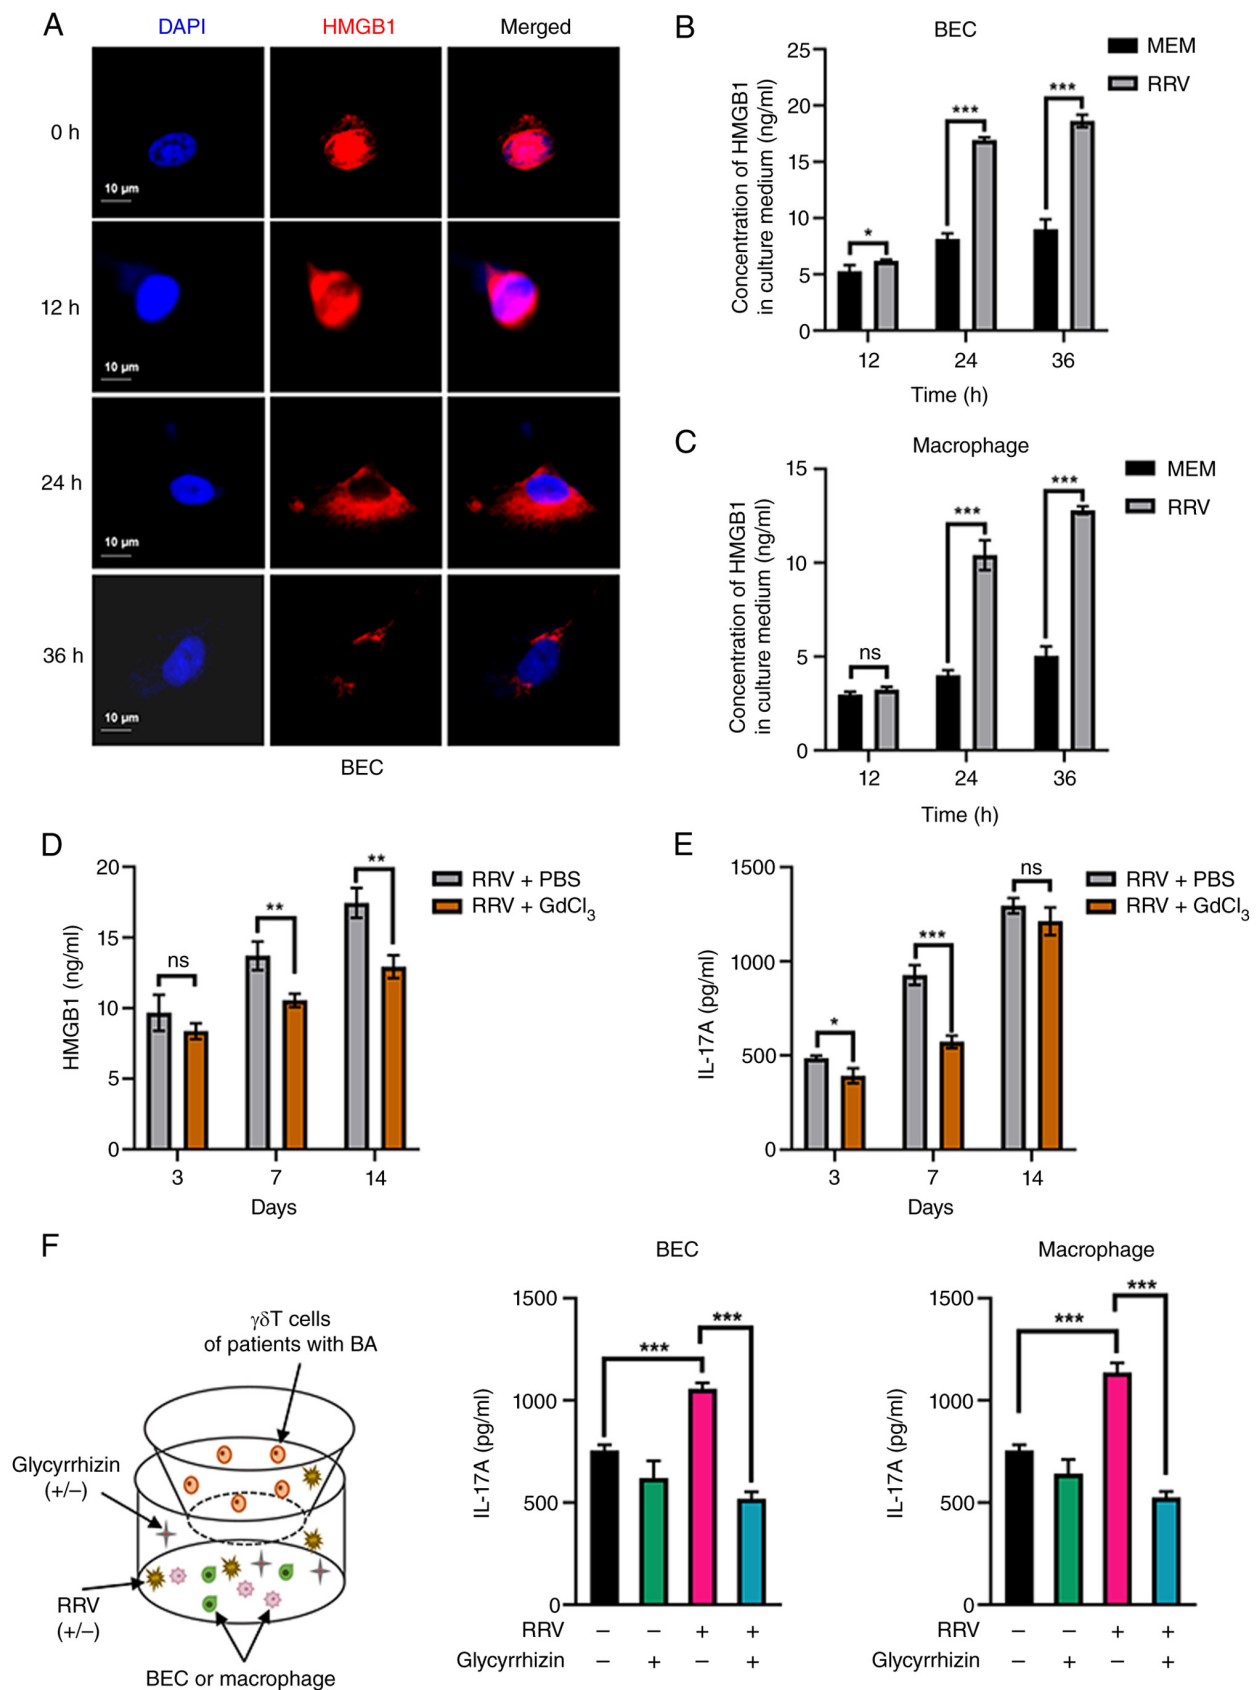 A
DAPI
HMGB1
Merged
0 h
10 µm
12 h
10 µm
24 h
10 µm
36 h
10 µm
BEC
B
BEC
MEM
RRV
Concentration of HMGB1
in culture medium (ng/ml)
25
20
15
10
5
0
*
***
***
12
24
36
Time (h)
C
Macrophage
MEM
RRV
Concentration of HMGB1
in culture medium (ng/ml)
15
10
5
0
ns
***
***
12
24
36
Time (h)
D
RRV + PBS
RRV + GdCl3
HMGB1 (ng/ml)
20
15
10
5
0
ns
**
**
3
7
14
Days
E
RRV + PBS
RRV + GdCl3
IL-17A (pg/ml)
1500
1000
500
0
*
***
ns
3
7
14
Days
F
γδT cells
of patients with BA
Glycyrrhizin
(+/–)
RRV
(+/–)
BEC or macrophage
BEC
IL-17A (pg/ml)
1500
1000
500
0
***
***
RRV – – + +
Glycyrrhizin – + – +
Macrophage
IL-17A (pg/ml)
1500
1000
500
0
***
***
RRV – – + +
Glycyrrhizin – + – +